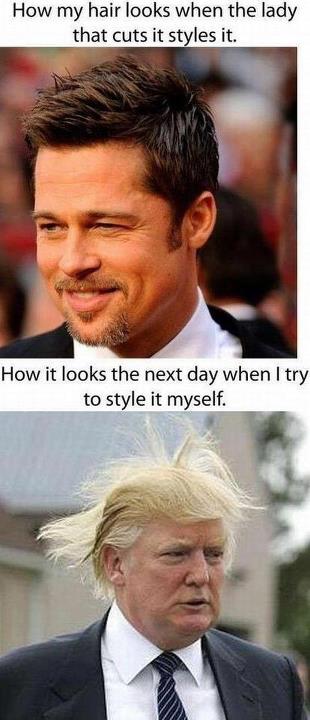 How my hair looks when the lady
that cuts it styles it.
How it looks the next day when I try
to style it myself.